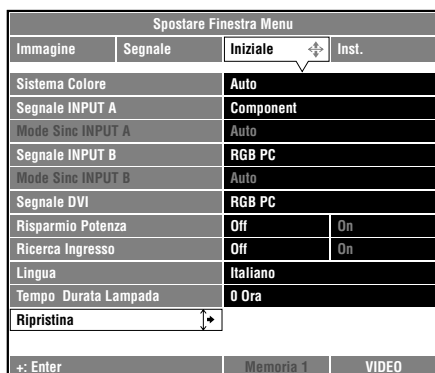 Spostare Finestra Menu
Immagine Segnale Iniziale Inst.
Sistema Colore Auto
Segnale INPUT A Component
Mode Sinc INPUT A Auto
Segnale INPUT B RGB PC
Mode Sinc INPUT B Auto
Segnale DVI RGB PC
Risparmio Potenza Off On
Ricerca Ingresso Off On
Lingua Italiano
Tempo Durata Lampada 0 Ora
Ripristina
+: Enter Memoria 1 VIDEO